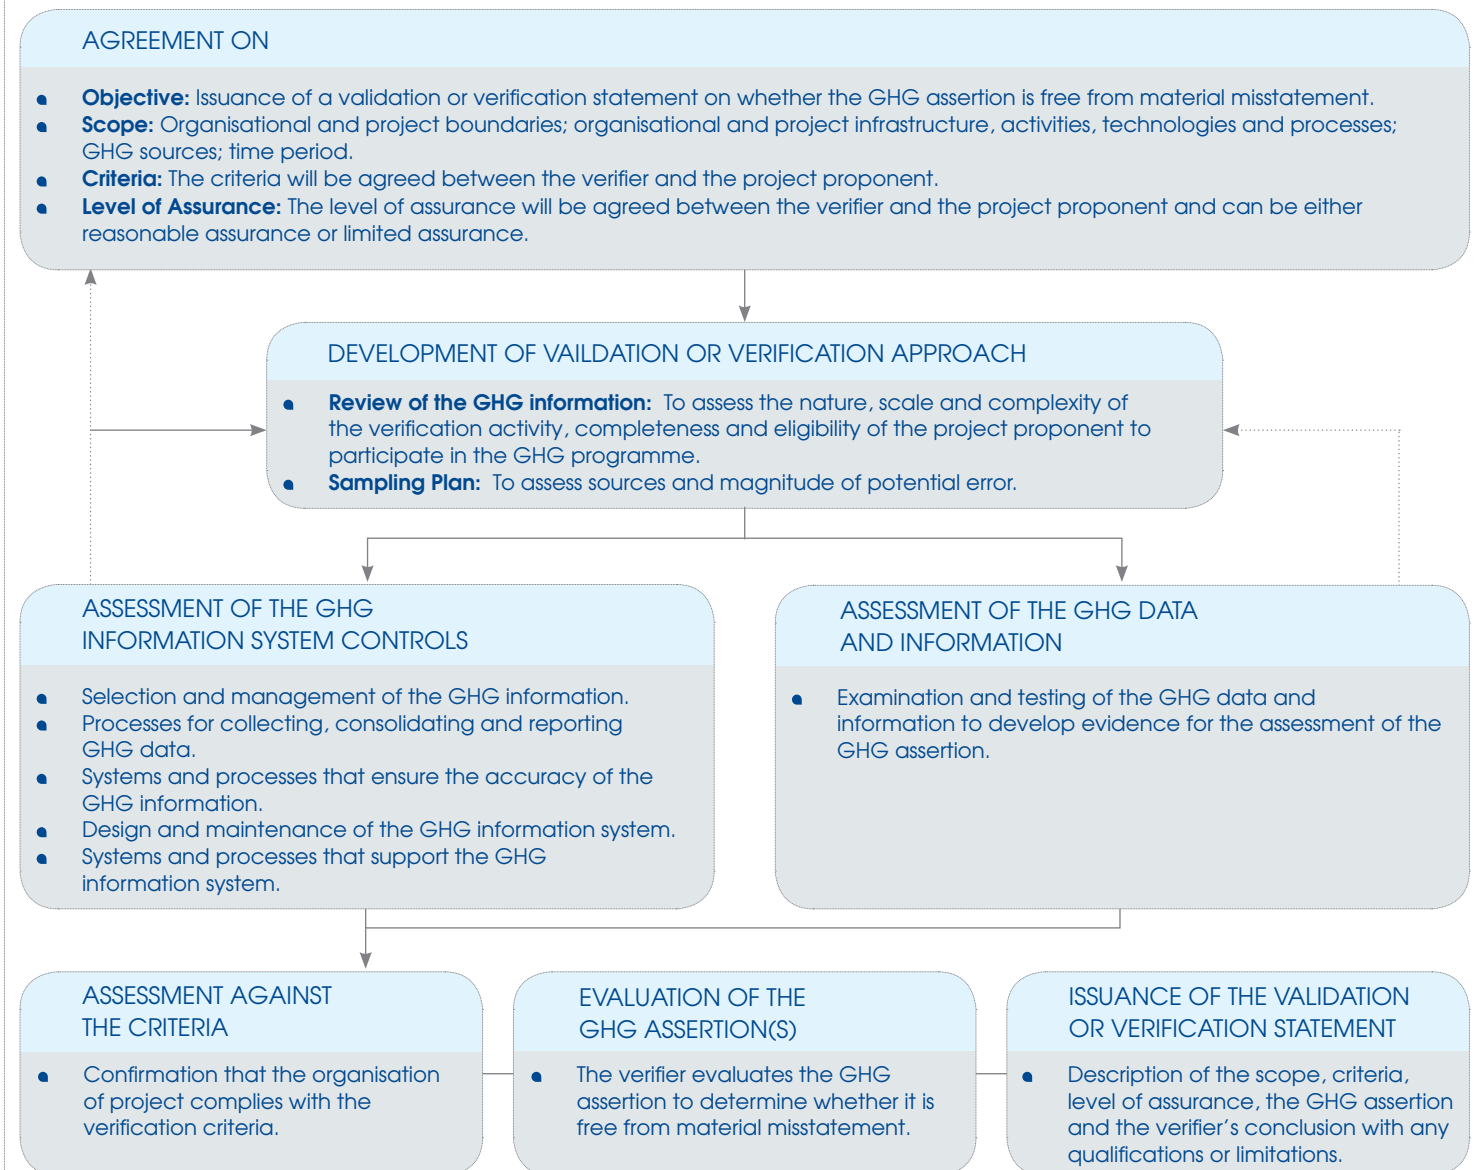 AGREEMENT ON
Objective: Issuance of a validation or verification statement on whether the GHG assertion is free from material misstatement.
Scope: Organisational and project boundaries; organisational and project infrastructure, activities, technologies and processes;
GHG sources; time period.
Criteria: The criteria will be agreed between the verifier and the project proponent.
Level of Assurance: The level of assurance will be agreed between the verifier and the project proponent and can be either
reasonable assurance or limited assurance.
DEVELOPMENT OF VAILDATION OR VERIFICATION APPROACH
Review of the GHG information: To assess the nature, scale and complexity of
the verification activity, completeness and eligibility of the project proponent to
participate in the GHG programme.
Sampling Plan: To assess sources and magnitude of potential error.
ASSESSMENT OF THE GHG
INFORMATION SYSTEM CONTROLS
Selection and management of the GHG information.
Processes for collecting, consolidating and reporting
GHG data.
Systems and processes that ensure the accuracy of the
GHG information.
Design and maintenance of the GHG information system.
Systems and processes that support the GHG
information system.
ASSESSMENT OF THE GHG DATA
AND INFORMATION
Examination and testing of the GHG data and
information to develop evidence for the assessment of the
GHG assertion.
ASSESSMENT AGAINST
THE CRITERIA
Confirmation that the organisation
of project complies with the
verification criteria.
EVALUATION OF THE
GHG ASSERTION(S)
The verifier evaluates the GHG
assertion to determine whether it is
free from material misstatement.
ISSUANCE OF THE VALIDATION
OR VERIFICATION STATEMENT
Description of the scope, criteria,
level of assurance, the GHG assertion
and the verifier's conclusion with any
qualifications or limitations.